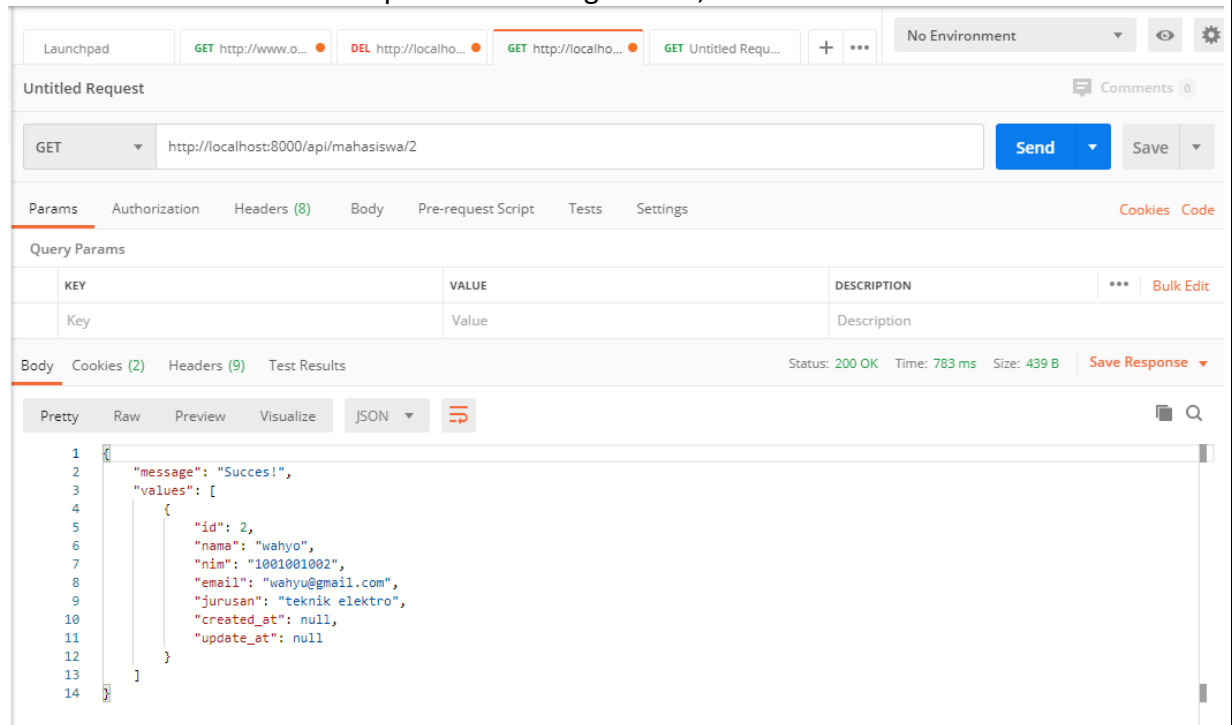 Launchpad GET http://www.o... DEL http://localho... GET http://localho... GET Untitled Requ... + ••• No Environment
Untitled Request Comments 0
GET http://localhost:8000/api/mahasiswa/2 Send Save
Params Authorization Headers (8) Body Pre-request Script Tests Settings Cookies Code
Query Params
KEY VALUE DESCRIPTION ••• Bulk Edit
Key Value Description
Body Cookies (2) Headers (9) Test Results Status: 200 OK Time: 783 ms Size: 439 B Save Response
Pretty Raw Preview Visualize JSON
1 {
2 "message": "Succes!",
3 "values": [
4 {
5 "id": 2,
6 "nama": "wahyo",
7 "nim": "1001001002",
8 "email": "wahyu@gmail.com",
9 "jurusan": "teknik elektro",
10 "created_at": null,
11 "update_at": null
12 }
13 ]
14 }